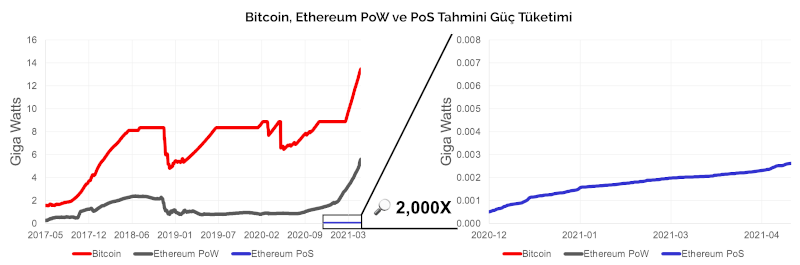 Bitcoin, Ethereum PoW ve PoS Tahmini Güç Tüketimi
Giga Watts
16
14
12
10
8
6
4
2
0
2017-05 2017-12 2018-06 2019-01 2019-07 2020-02 2020-09 2021-03
Bitcoin Ethereum PoW Ethereum PoS
2,000X
Giga Watts
0.008
0.007
0.006
0.005
0.004
0.003
0.002
0.001
0.000
2020-12 2021-01 2021-03 2021-04
Bitcoin Ethereum PoW Ethereum PoS